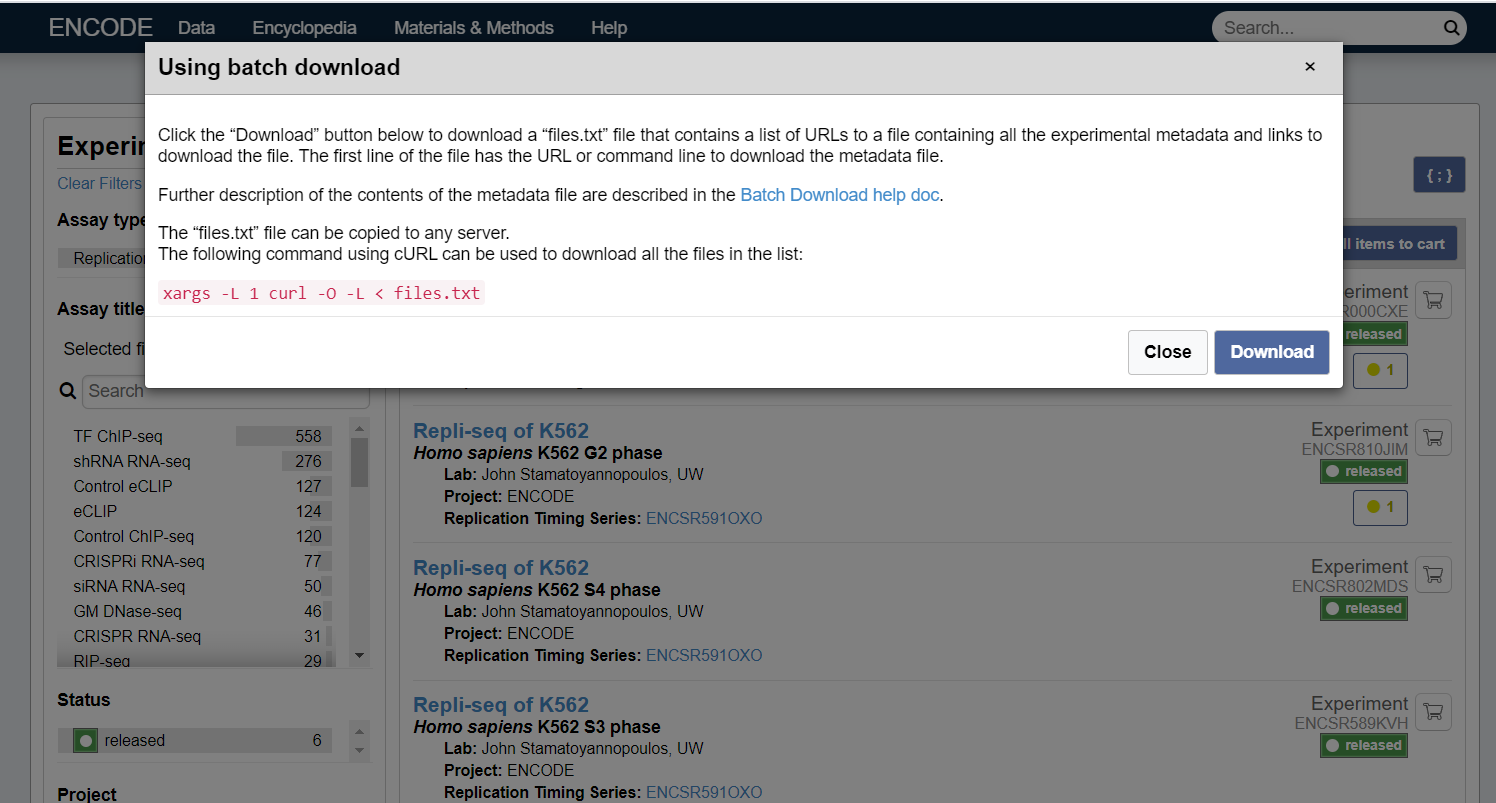 ENCODE Data Encyclopedia Materials & Methods Help Search...
Using batch download ×
Click the “Download” button below to download a “files.txt” file that contains a list of URLs to a file containing all the experimental metadata and links to
download the file. The first line of the file has the URL or command line to download the metadata file.
Further description of the contents of the metadata file are described in the Batch Download help doc.
The “files.txt” file can be copied to any server.
The following command using cURL can be used to download all the files in the list:
xargs -L 1 curl -O -L < files.txt
Close Download
Clear Filters
{ ; }
Assay type
Assay title
Selected
Search
TF ChIP-seq 558
shRNA RNA-seq 276
Control eCLIP 127
eCLIP 124
Control ChIP-seq 120
CRISPRi RNA-seq 77
siRNA RNA-seq 50
GM DNase-seq 46
CRISPR RNA-seq 31
RIP-seq 29
Status
released 6
Project
items to cart
R000CXE
released
1
Repli-seq of K562
Homo sapiens K562 G2 phase
Lab: John Stamatoyannopoulos, UW
Project: ENCODE
Replication Timing Series: ENCSR591OXO
Experiment
ENCSR810JIM
released
1
Repli-seq of K562
Homo sapiens K562 S4 phase
Lab: John Stamatoyannopoulos, UW
Project: ENCODE
Replication Timing Series: ENCSR591OXO
Experiment
ENCSR802MDS
released
Repli-seq of K562
Homo sapiens K562 S3 phase
Lab: John Stamatoyannopoulos, UW
Project: ENCODE
Replication Timing Series: ENCSR591OXO
Experiment
ENCSR589KVH
released